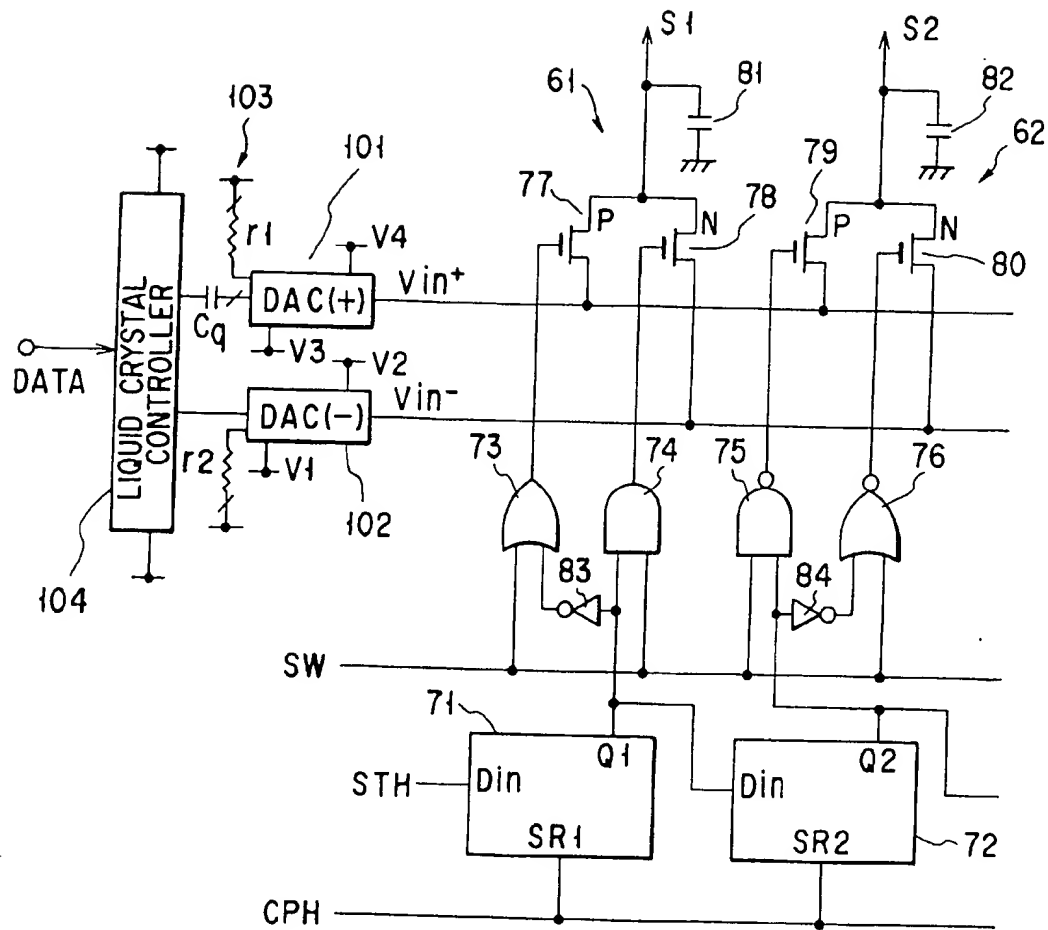 S1
S2
81
82
61
62
103
101
77
P
N
78
79
P
N
80
r1
V4
DAC(+)
Vin+
Cq
V3
LIQUID CRYSTAL
CONTROLLER
DATA
V2
DAC(-)
Vin-
r2
V1
102
104
73
74
75
76
83
84
SW
71
Q1
Q2
STH
Din
Din
SR1
SR2
72
CPH